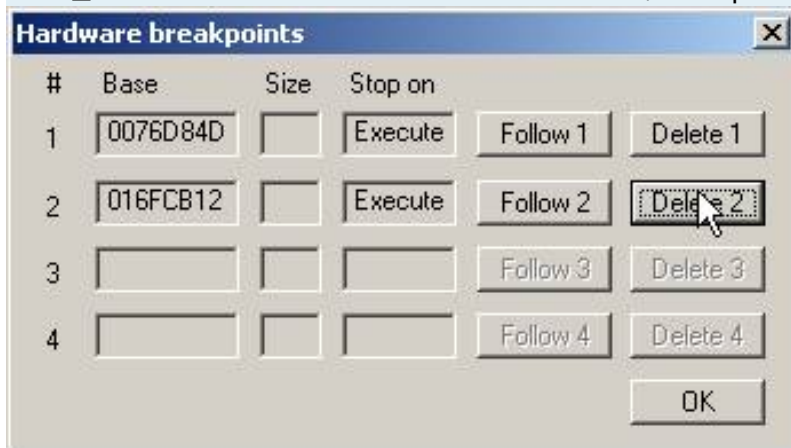 Hardware breakpoints
# Base Size Stop on
1 0076D84D Execute Follow 1 Delete 1
2 016FCB12 Execute Follow 2 Delete 2
3 Follow 3 Delete 3
4 Follow 4 Delete 4
OK